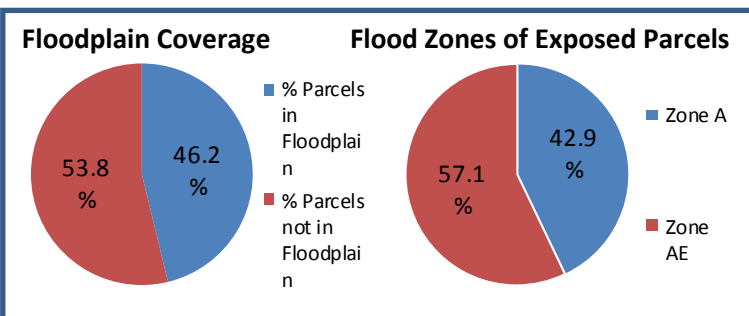 Floodplain Coverage
53.8
%
46.2
%
% Parcels
in
Floodplai
n
% Parcels
not in
Floodplai
n
Flood Zones of Exposed Parcels
57.1
%
42.9
%
Zone A
Zone
AE